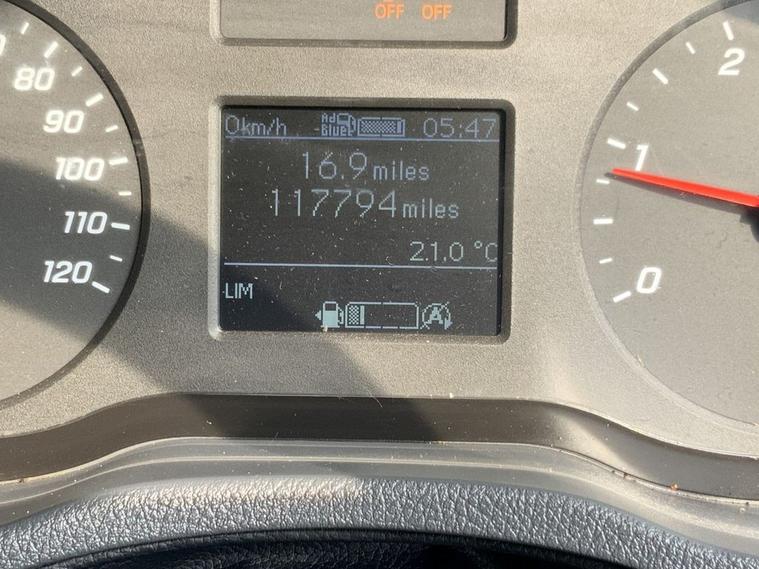 OFF OFF
80
90
100
110
120
0km/h Ad Blue 05:47
16.9 miles
117794 miles
21.0 °C
LIM
A
2
1
0